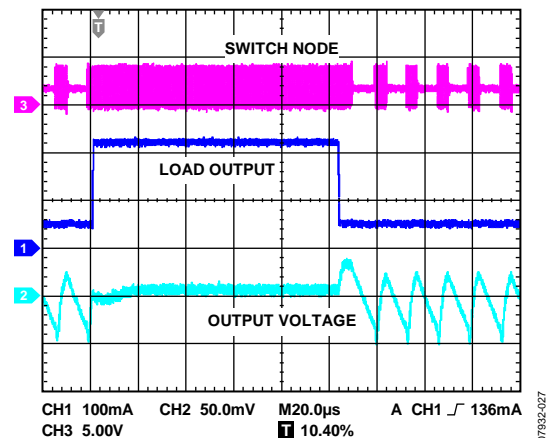 T
SWITCH NODE
3
LOAD OUTPUT
1
2
OUTPUT VOLTAGE
CH1 100mA CH2 50.0mV M20.0µs A CH1 136mA
CH3 5.00V T 10.40%
7932-027